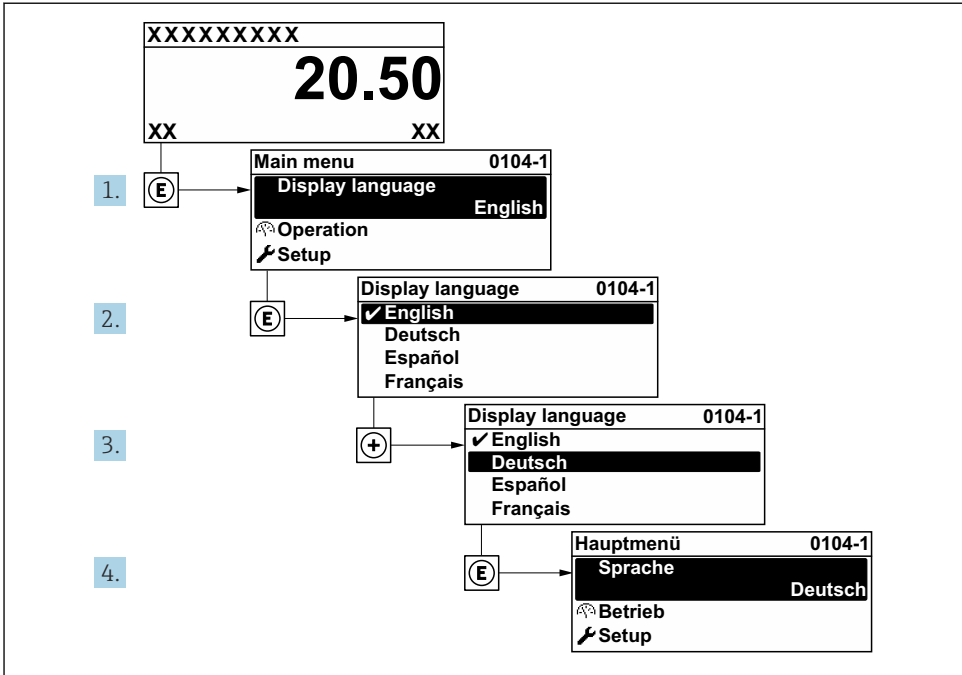 XXXXXXXXX
20.50
XX XX
1. E
Main menu 0104-1
Display language
English
Operation
Setup
2. E
Display language 0104-1
✔English
Deutsch
Español
Français
3. +
Display language 0104-1
✔English
Deutsch
Español
Français
4. E
Hauptmenü 0104-1
Sprache
Deutsch
Betrieb
Setup